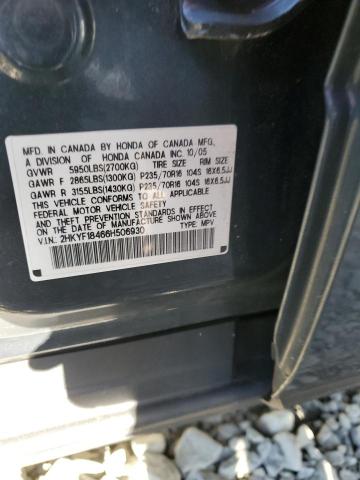 MFD. IN CANADA BY HONDA OF CANADA MFG.,
A DIVISION OF HONDA CANADA INC. 10/05
GVWR 5950LBS(2700KG) TIRE SIZE RIM SIZE
GAWR F 2865LBS(1300KG) P235/70R16 104S 16X6.5JJ
GAWR R 3155LBS(1430KG) P235/70R16 104S 16X6.5JJ
THIS VEHICLE CONFORMS TO ALL APPLICABLE
FEDERAL MOTOR VEHICLE SAFETY
AND THEFT PREVENTION STANDARDS IN EFFECT
ON THE DATE OF MANUFACTURE SHOWN ABOVE.
V.I.N. 2HKYF18466H506930 TYPE: MPV